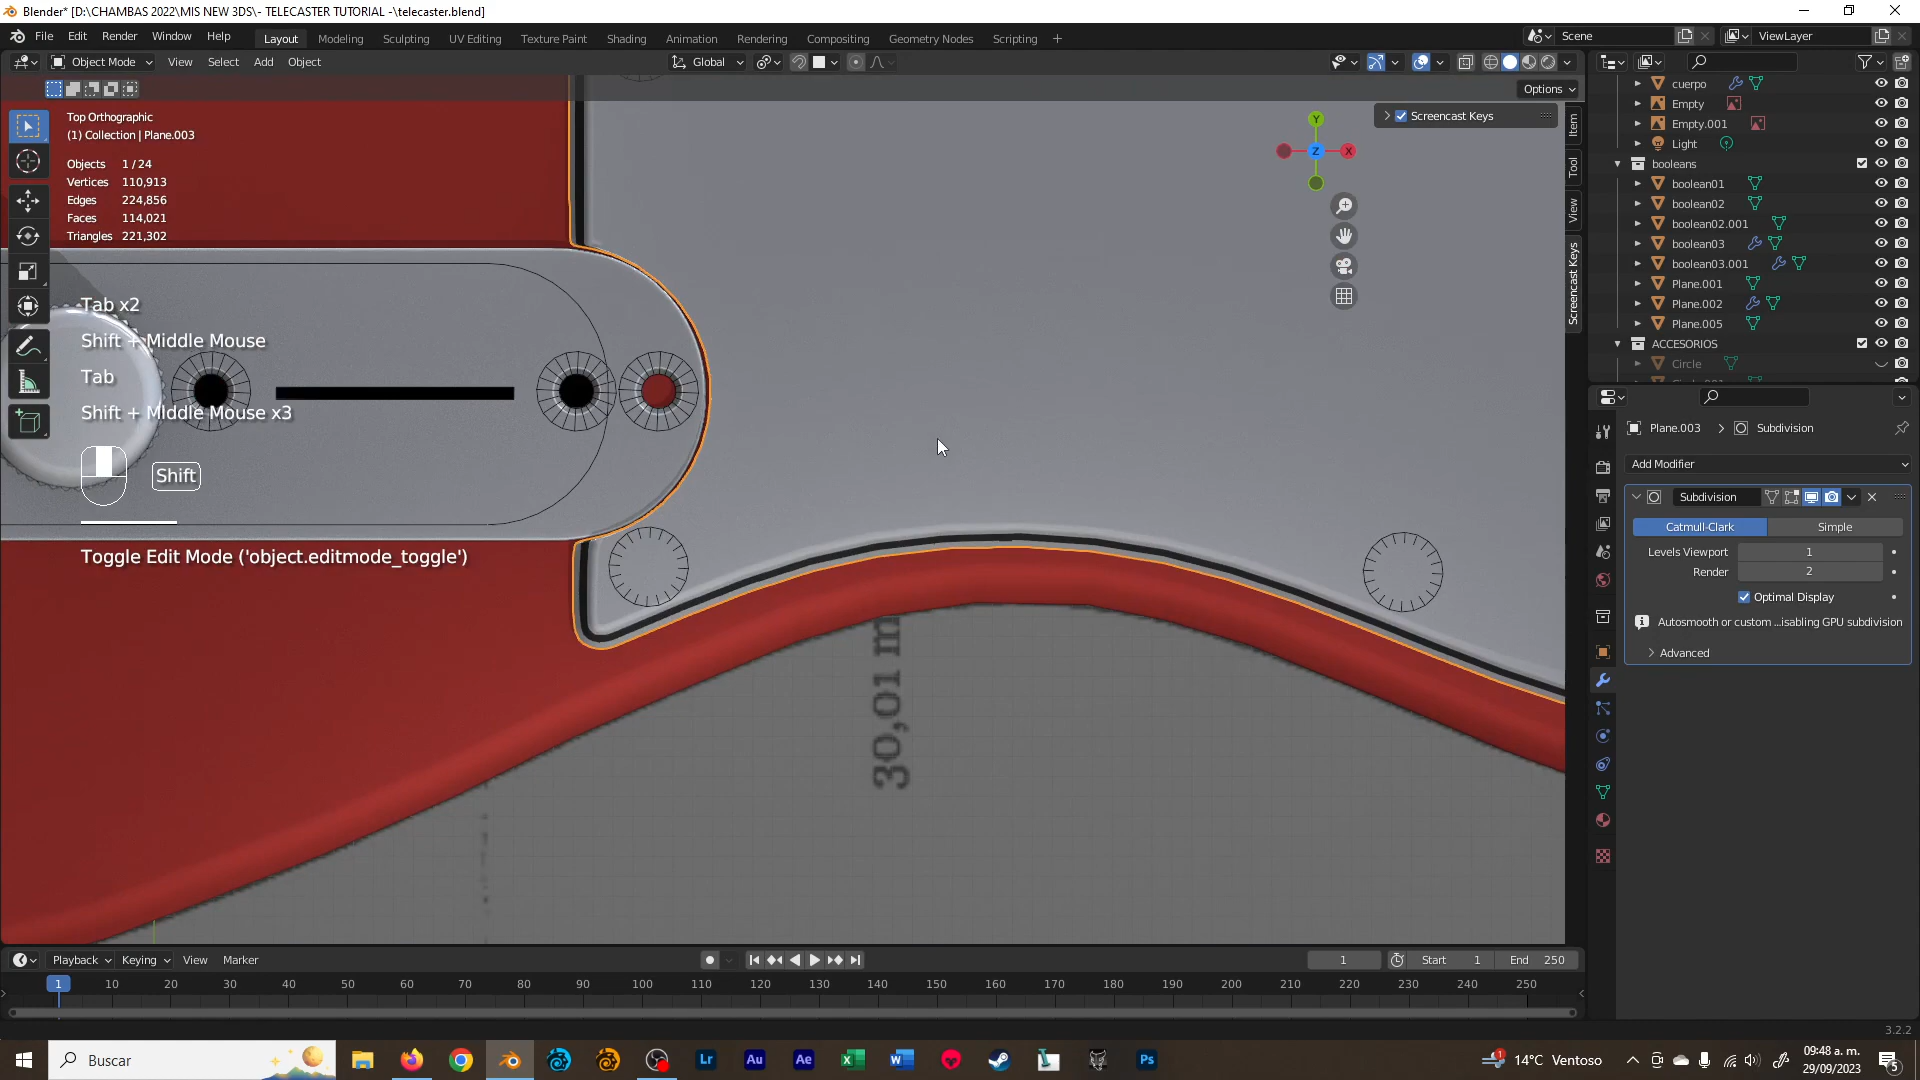 Blender* [D:\CHAMBAS 2022\MIS NEW 3DS\- TELECASTER TUTORIAL -\telecaster.blend]
File Edit Render Window Help Layout Modeling Sculpting UV Editing Texture Paint Shading Animation Rendering Compositing Geometry Nodes Scripting + Scene ViewLayer
Object Mode View Select Add Object Global
Options
Top Orthographic
(1) Collection | Plane.003
Objects 1 / 24
Vertices 110,913
Edges 224,856
Faces 114,021
Triangles 221,302
Tab x2
Shift + Middle Mouse
Tab
Shift + Middle Mouse x3
Shift
Toggle Edit Mode ('object.editmode_toggle')
30,01 m
Screencast Keys
Y
Z
X
Item
Tool
View
Screencast Keys
cuerpo
Empty
Empty.001
Light
booleans
boolean01
boolean02
boolean02.001
boolean03
boolean03.001
Plane.001
Plane.002
Plane.005
ACCESORIOS
Circle
Plane.003 > Subdivision
Add Modifier
Subdivision
Catmull-Clark Simple
Levels Viewport 1
Render 2
Optimal Display
Autosmooth or custom ...isabling GPU subdivision
Advanced
Playback Keying View Marker 1 Start 1 End 250
1 10 20 30 40 50 60 70 80 90 100 110 120 130 140 150 160 170 180 190 200 210 220 230 240 250
3.2.2
Buscar
Lr Au Ae Ps
1
14°C Ventoso
09:48 a. m.
29/09/2023
5